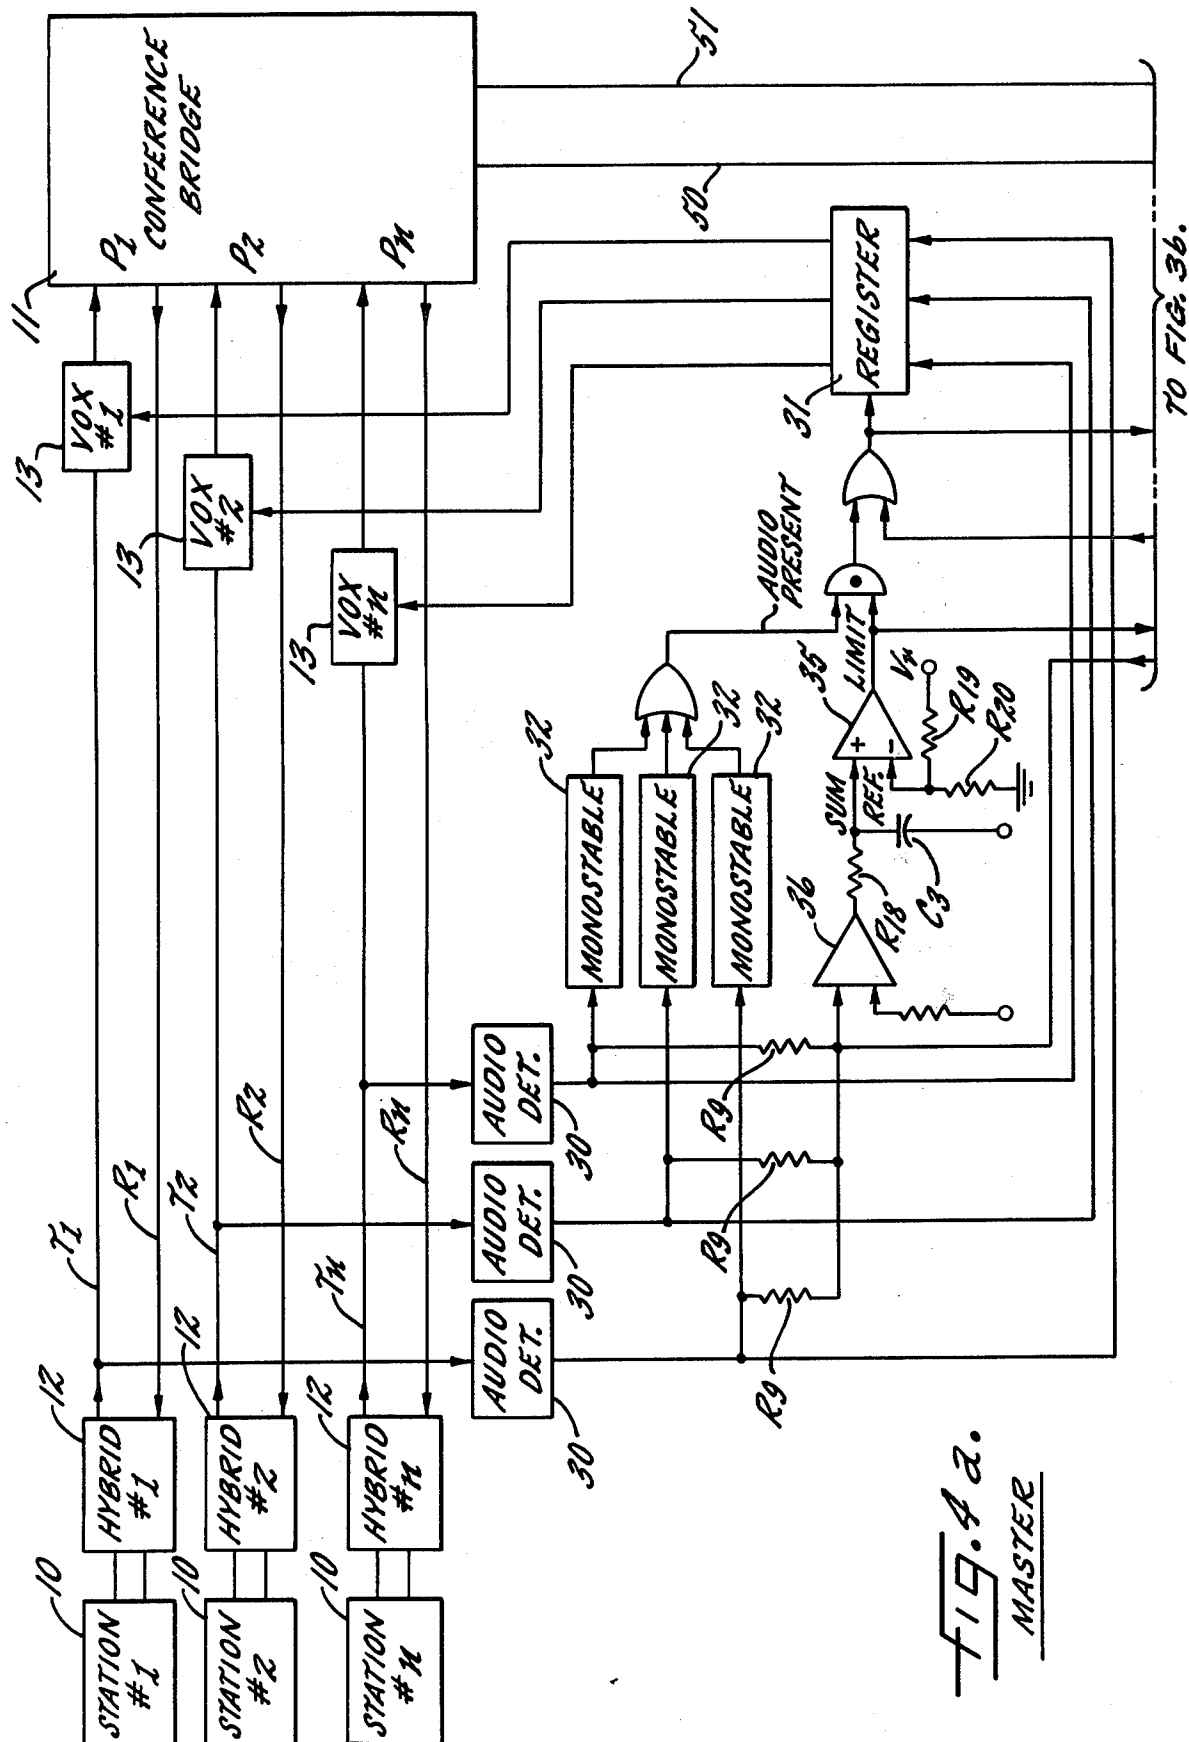 STATION
#1
10
HYBRID
#1
12
T1
R1
13
VOX
#1
11
P1
CONFERENCE
BRIDGE
P2
Pn
STATION
#2
10
HYBRID
#2
12
T2
R2
13
VOX
#2
STATION
#n
10
HYBRID
#n
12
Tn
Rn
13
VOX
#n
AUDIO
DET.
30
AUDIO
DET.
30
AUDIO
DET.
30
R9
R9
R9
MONOSTABLE
32
MONOSTABLE
32
MONOSTABLE
32
36
R18
C3
SUM
REF.
+
-
35
LIMIT
R19
R20
AUDIO
PRESENT
31
REGISTER
50
51
TO FIG. 3b.
Fig. 4a.
MASTER